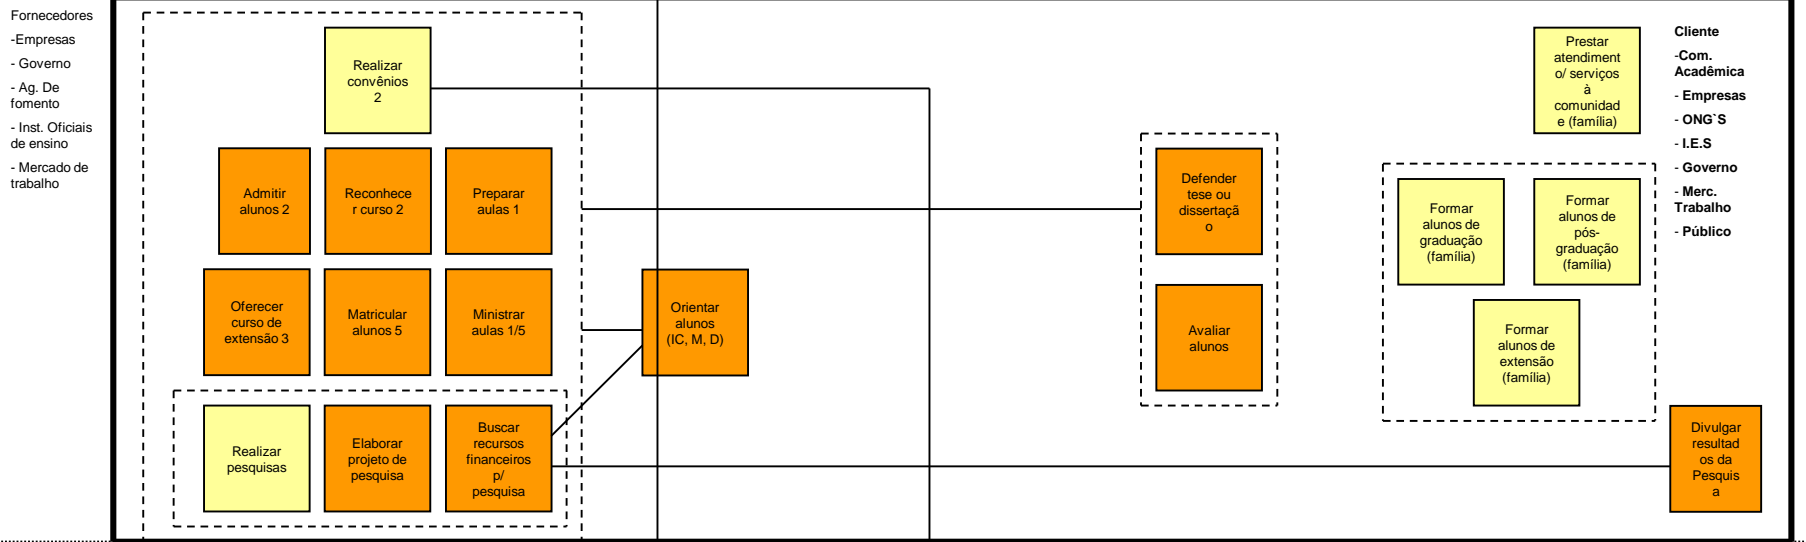 Fornecedores
-Empresas
- Governo
- Ag. De
fomento
- Inst. Oficiais
de ensino
- Mercado de
trabalho
Realizar
convênios
2
Admitir
alunos 2
Reconhece
r curso 2
Preparar
aulas 1
Oferecer
curso de
extensão 3
Matricular
alunos 5
Ministrar
aulas 1/5
Realizar
pesquisas
Elaborar
projeto de
pesquisa
Buscar
recursos
financeiros
p/
pesquisa
Orientar
alunos
(IC, M, D)
Defender
tese ou
dissertaçã
o
Avaliar
alunos
Prestar
atendiment
o/ serviços
à
comunidad
e (família)
Formar
alunos de
graduação
(família)
Formar
alunos de
pós-
graduação
(família)
Formar
alunos de
extensão
(família)
Divulgar
resultad
os da
Pesquis
a
Cliente
-Com.
Acadêmica
- Empresas
- ONG`S
- I.E.S
- Governo
- Merc.
Trabalho
- Público